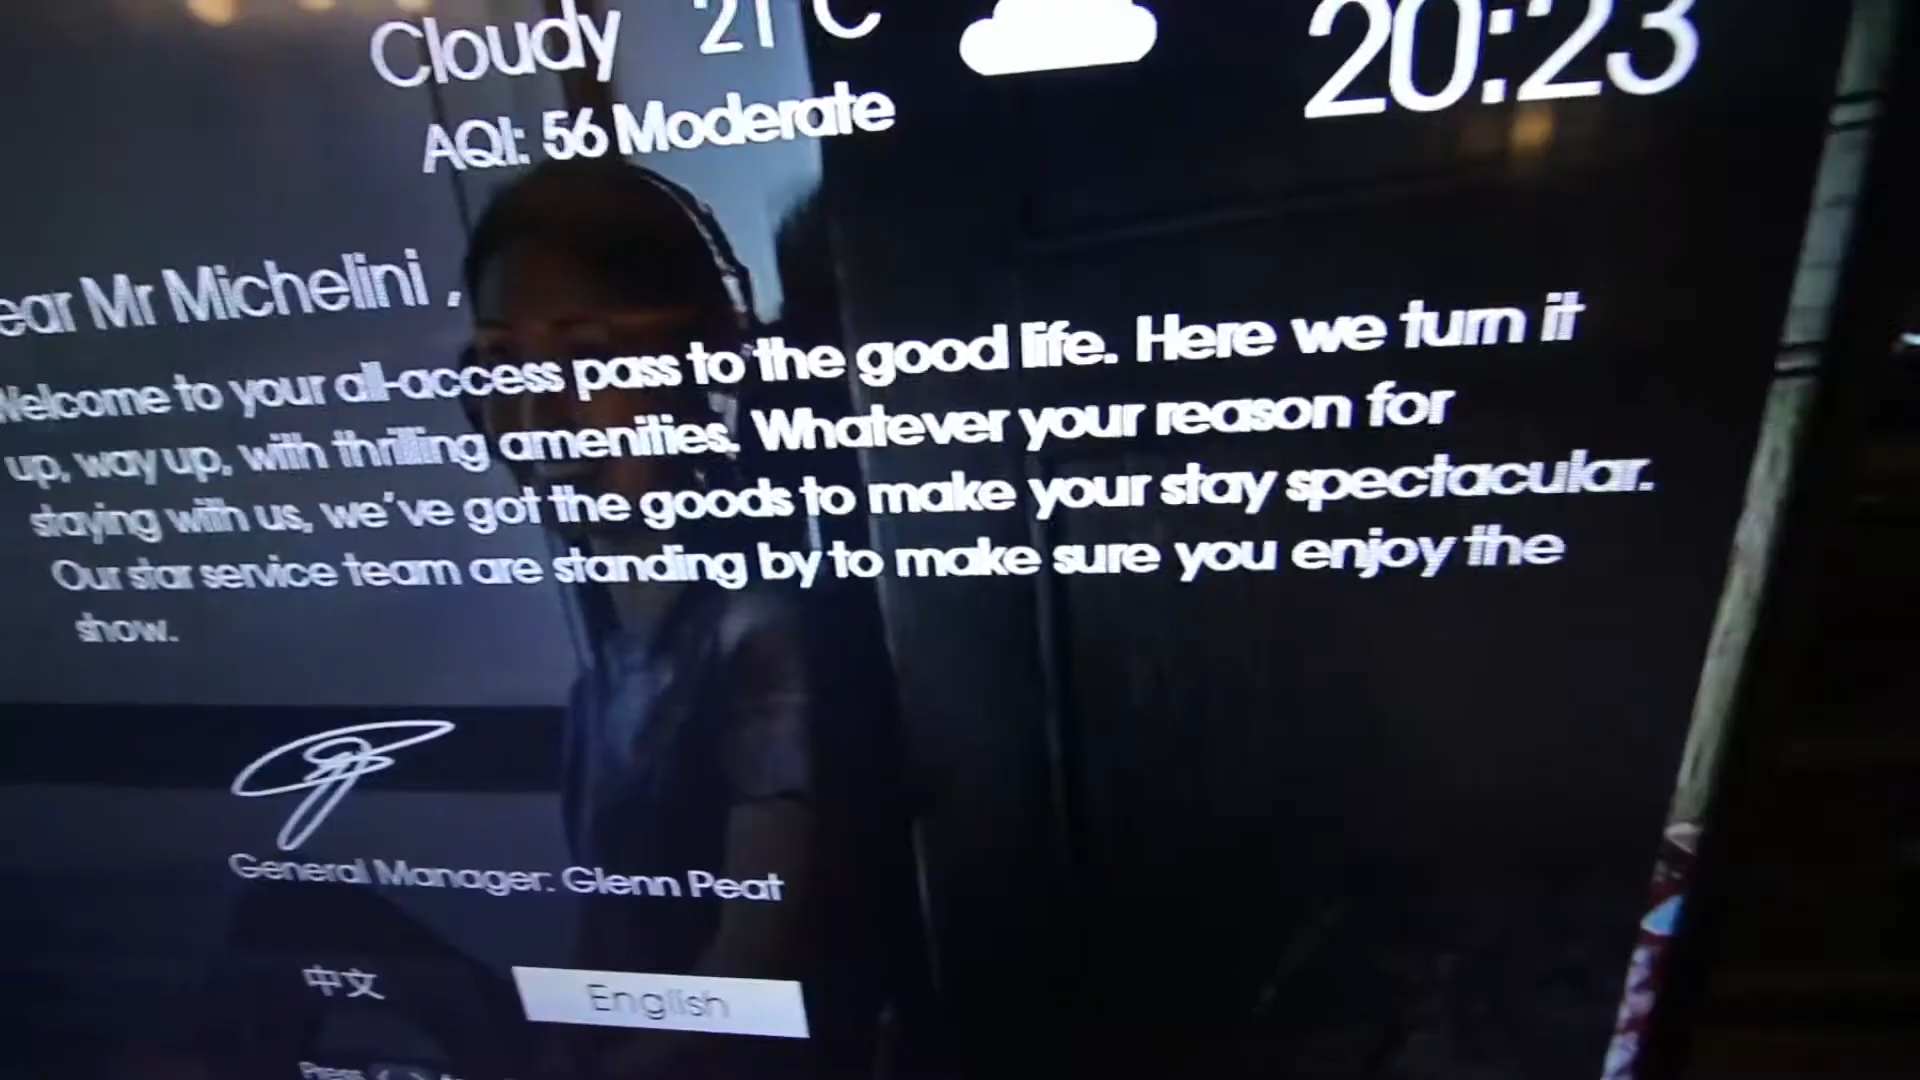 Cloudy 21°C
20:23
AQI: 56 Moderate
ear Mr Michelini ,
Welcome to your all-access pass to the good life. Here we turn it
up, way up, with thrilling amenities. Whatever your reason for
staying with us, we've got the goods to make your stay spectacular.
Our star service team are standing by to make sure you enjoy the
show.
General Manager: Glenn Peat
中文
English
Press